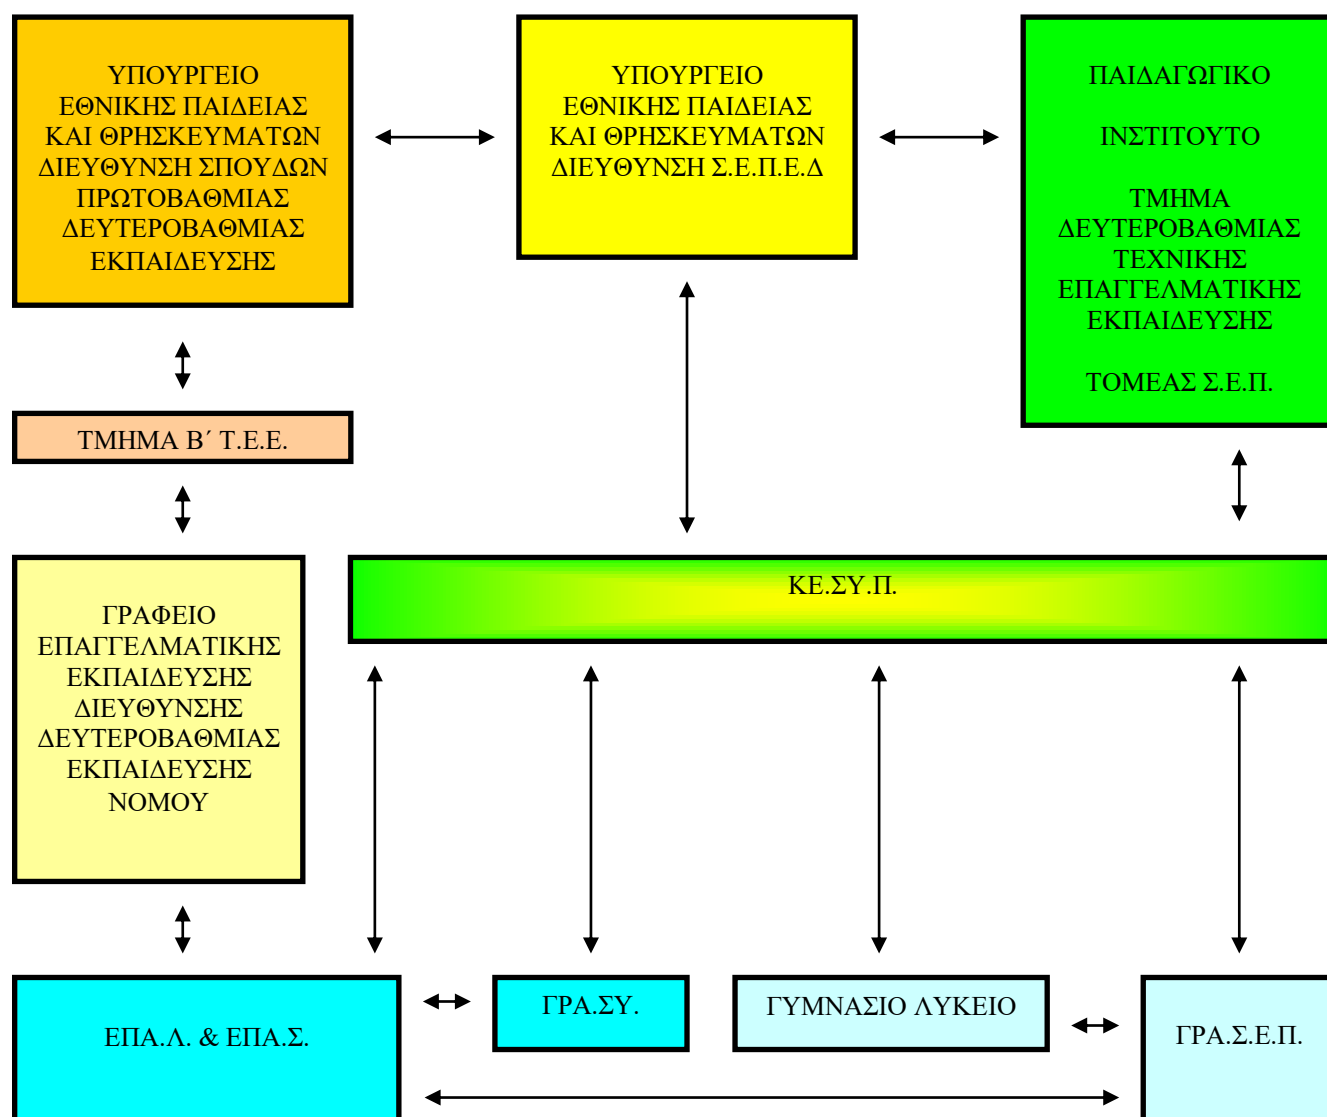 ΥΠΟΥΡΓΕΙΟ
ΕΘΝΙΚΗΣ ΠΑΙΔΕΙΑΣ
ΚΑΙ ΘΡΗΣΚΕΥΜΑΤΩΝ
ΔΙΕΥΘΥΝΣΗ ΣΠΟΥΔΩΝ
ΠΡΩΤΟΒΑΘΜΙΑΣ
ΔΕΥΤΕΡΟΒΑΘΜΙΑΣ
ΕΚΠΑΙΔΕΥΣΗΣ
ΥΠΟΥΡΓΕΙΟ
ΕΘΝΙΚΗΣ ΠΑΙΔΕΙΑΣ
ΚΑΙ ΘΡΗΣΚΕΥΜΑΤΩΝ
ΔΙΕΥΘΥΝΣΗ Σ.Ε.Π.Ε.Δ
ΠΑΙΔΑΓΩΓΙΚΟ
ΙΝΣΤΙΤΟΥΤΟ
ΤΜΗΜΑ
ΔΕΥΤΕΡΟΒΑΘΜΙΑΣ
ΤΕΧΝΙΚΗΣ
ΕΠΑΓΓΕΛΜΑΤΙΚΗΣ
ΕΚΠΑΙΔΕΥΣΗΣ
ΤΟΜΕΑΣ Σ.Ε.Π.
ΤΜΗΜΑ Β΄ Τ.Ε.Ε.
ΓΡΑΦΕΙΟ
ΕΠΑΓΓΕΛΜΑΤΙΚΗΣ
ΕΚΠΑΙΔΕΥΣΗΣ
ΔΙΕΥΘΥΝΣΗΣ
ΔΕΥΤΕΡΟΒΑΘΜΙΑΣ
ΕΚΠΑΙΔΕΥΣΗΣ
ΝΟΜΟΥ
ΚΕ.ΣΥ.Π.
ΕΠΑ.Λ. & ΕΠΑ.Σ.
ΓΡΑ.ΣΥ.
ΓΥΜΝΑΣΙΟ ΛΥΚΕΙΟ
ΓΡΑ.Σ.Ε.Π.